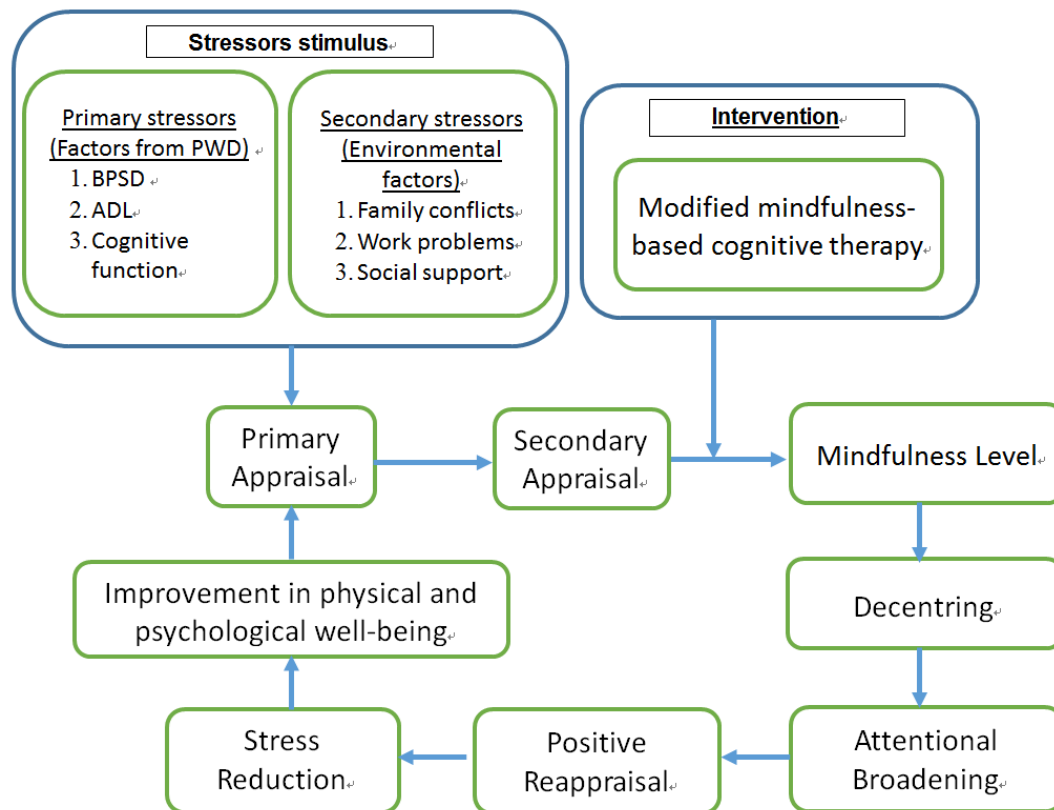 Stressors stimulus
Primary stressors
(Factors from PWD)
1. BPSD
2. ADL
3. Cognitive
function
Secondary stressors
(Environmental
factors)
1. Family conflicts
2. Work problems
3. Social support
Intervention
Modified mindfulness-
based cognitive therapy
Primary
Appraisal
Secondary
Appraisal
Mindfulness Level
Improvement in physical and
psychological well-being
Decentring
Stress
Reduction
Positive
Reappraisal
Attentional
Broadening